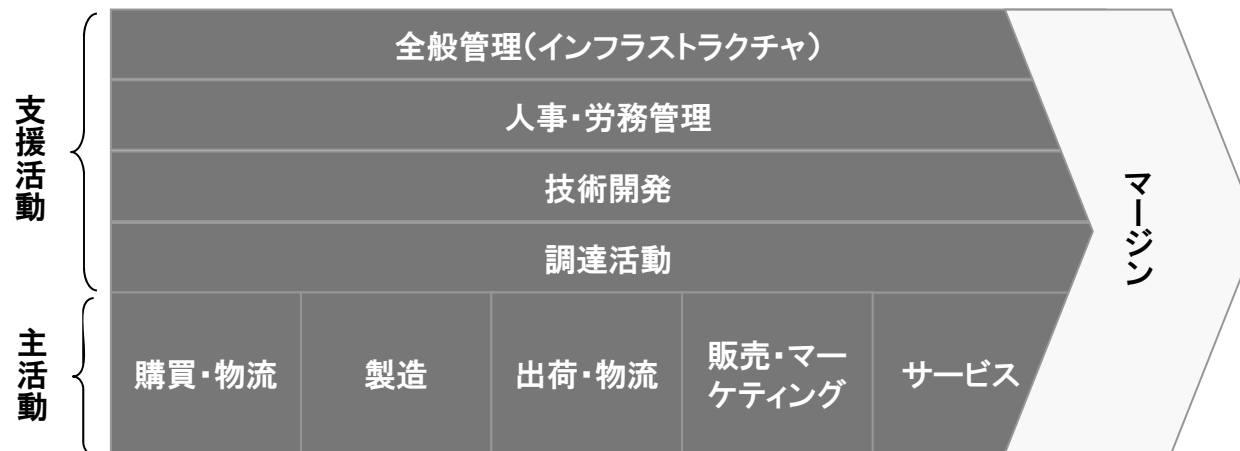 支援活動
全般管理(インフラストラクチャ)
人事・労務管理
技術開発
調達活動
マージン
主活動
購買・物流
製造
出荷・物流
販売・マー
ケティング
サービス